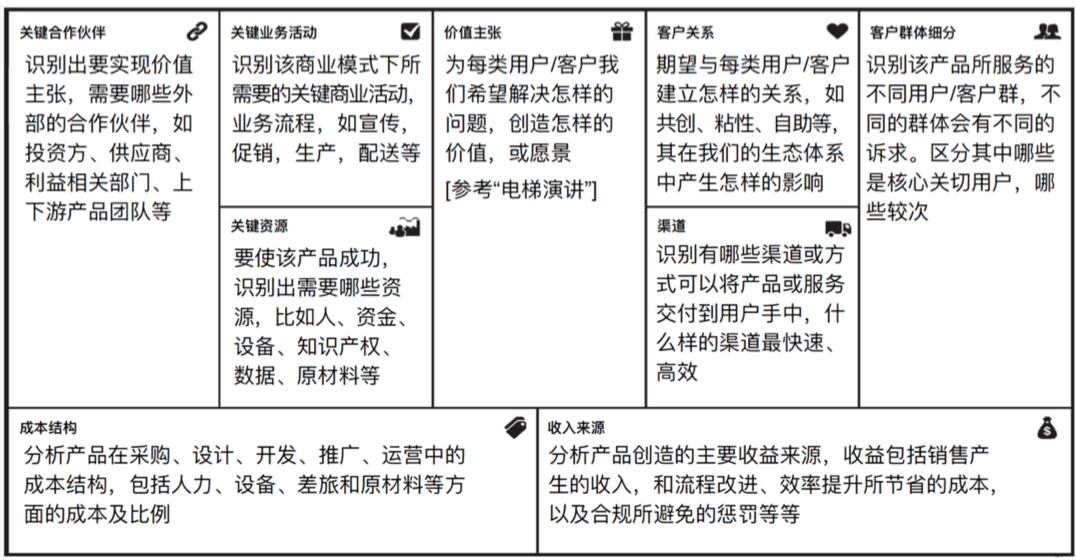 关键合作伙伴
识别出要实现价值
主张，需要哪些外
部的合作伙伴，如
投资方、供应商、
利益相关部门、上
下游产品团队等
关键业务活动
识别该商业模式下所
需要的关键商业活动，
业务流程，如宣传，
促销，生产，配送等
关键资源
要使该产品成功，
识别出需要哪些资
源，比如人、资金、
设备、知识产权、
数据、原材料等
价值主张
为每类用户/客户我
们希望解决怎样的
问题，创造怎样的
价值，或愿景
[参考“电梯演讲”]
客户关系
期望与每类用户/客户
建立怎样的关系，如
共创、粘性、自助等，
其在我们的生态体系
中产生怎样的影响
渠道
识别有哪些渠道或方
式可以将产品或服务
交付到用户手中，什
么样的渠道最快速、
高效
客户群体细分
识别该产品所服务的
不同用户/客户群，不
同的群体会有不同的
诉求。区分其中哪些
是核心关切用户，哪
些较次
成本结构
分析产品在采购、设计、开发、推广、运营中的
成本结构，包括人力、设备、差旅和原材料等方
面的成本及比例
收入来源
分析产品创造的主要收益来源，收益包括销售产
生的收入，和流程改进、效率提升所节省的成本，
以及合规所避免的惩罚等等